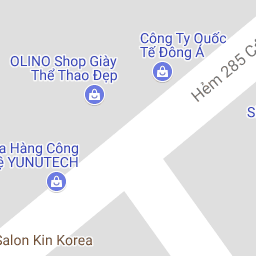 Công Ty Quốc
Tế Đông Á
OLINO Shop Giày
Thể Thao Đẹp
Hẻm 285 C
S
a Hàng Công
ệ YUNUTECH
Salon Kin Korea